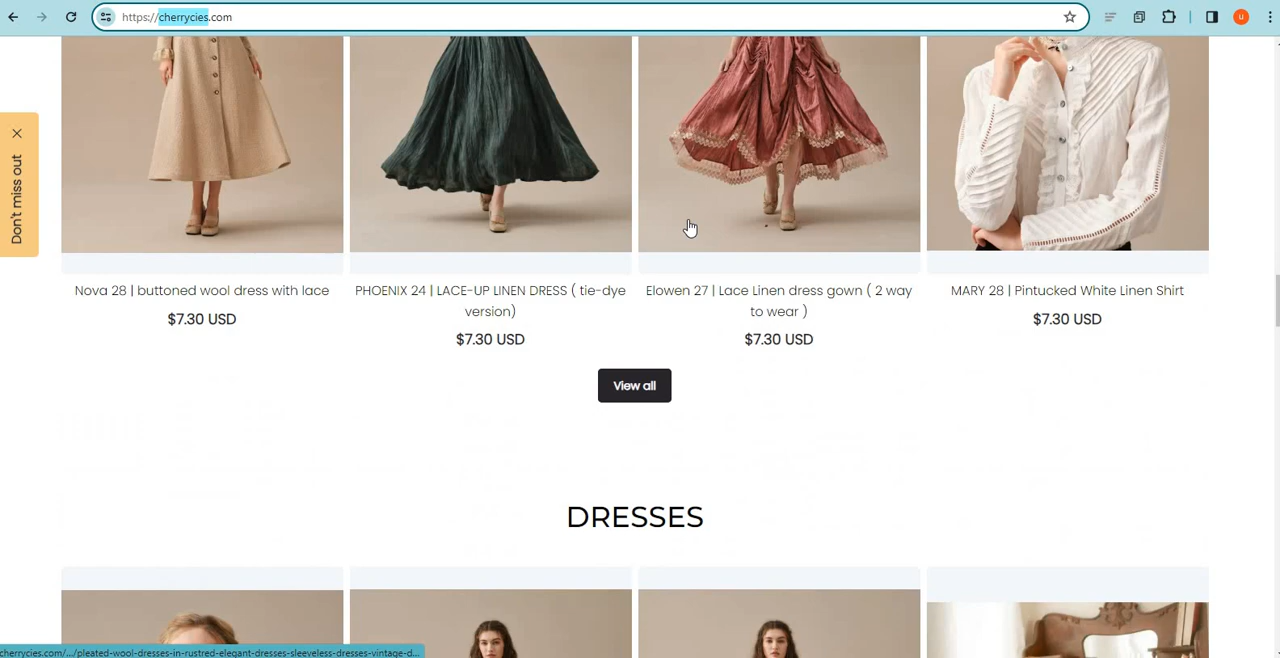 https://cherrycies.com
u
Don't miss out
Nova 28 | buttoned wool dress with lace
$7.30 USD
PHOENIX 24 | LACE-UP LINEN DRESS ( tie-dye
version)
$7.30 USD
Elowen 27 | Lace Linen dress gown ( 2 way
to wear )
$7.30 USD
MARY 28 | Pintucked White Linen Shirt
$7.30 USD
View all
DRESSES
cherrycies.com/.../pleated-wool-dresses-in-rustred-elegant-dresses-sleeveless-dresses-vintage-d...